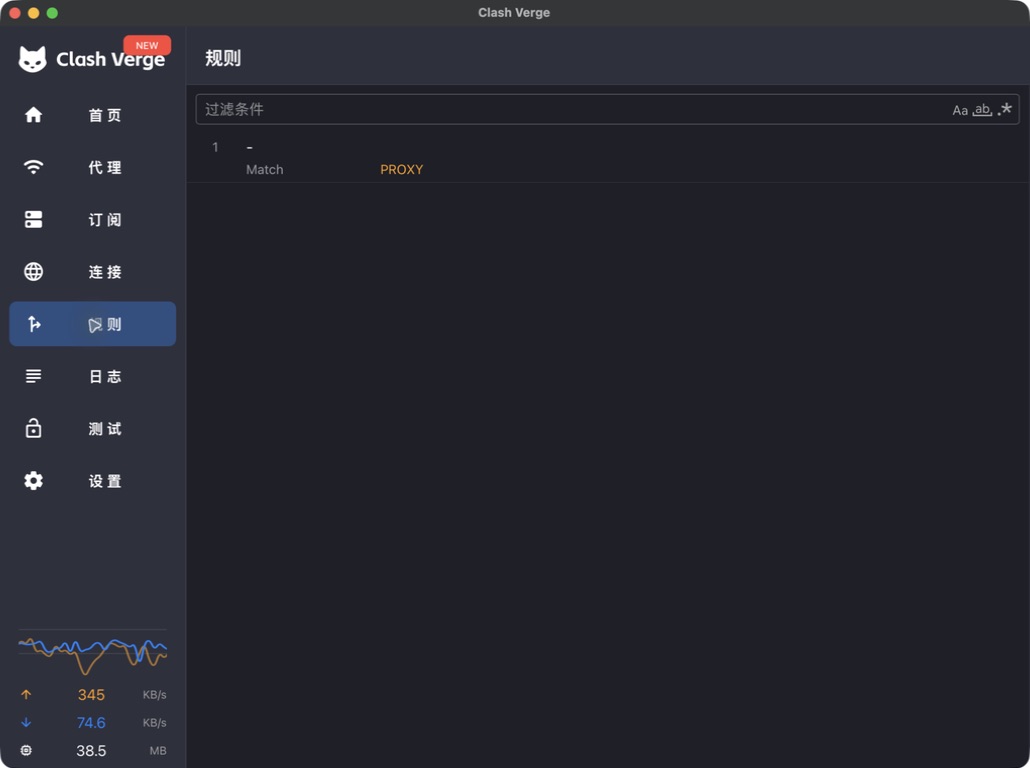 Clash Verge
NEW
Clash Verge
首页
代理
订阅
连接
则
日志
测试
设置
345 KB/s
74.6 KB/s
38.5 MB
规则
过滤条件
Aa ab, .*
1 -
Match PROXY